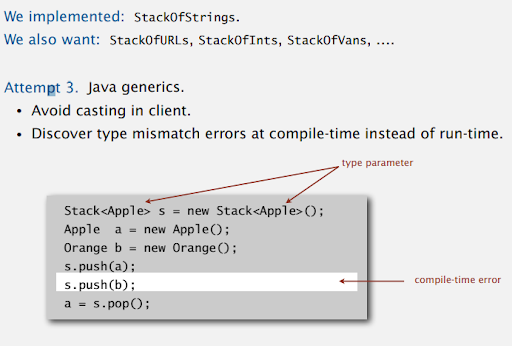 We implemented: StackOfStrings.
We also want: StackOfURLs, StackOfInts, StackOfVans, ....
Attempt 3. Java generics.
• Avoid casting in client.
• Discover type mismatch errors at compile-time instead of run-time.
type parameter
Stack<Apple> s = new Stack<Apple>();
Apple a = new Apple();
Orange b = new Orange();
s.push(a);
s.push(b);
compile-time error
a = s.pop();